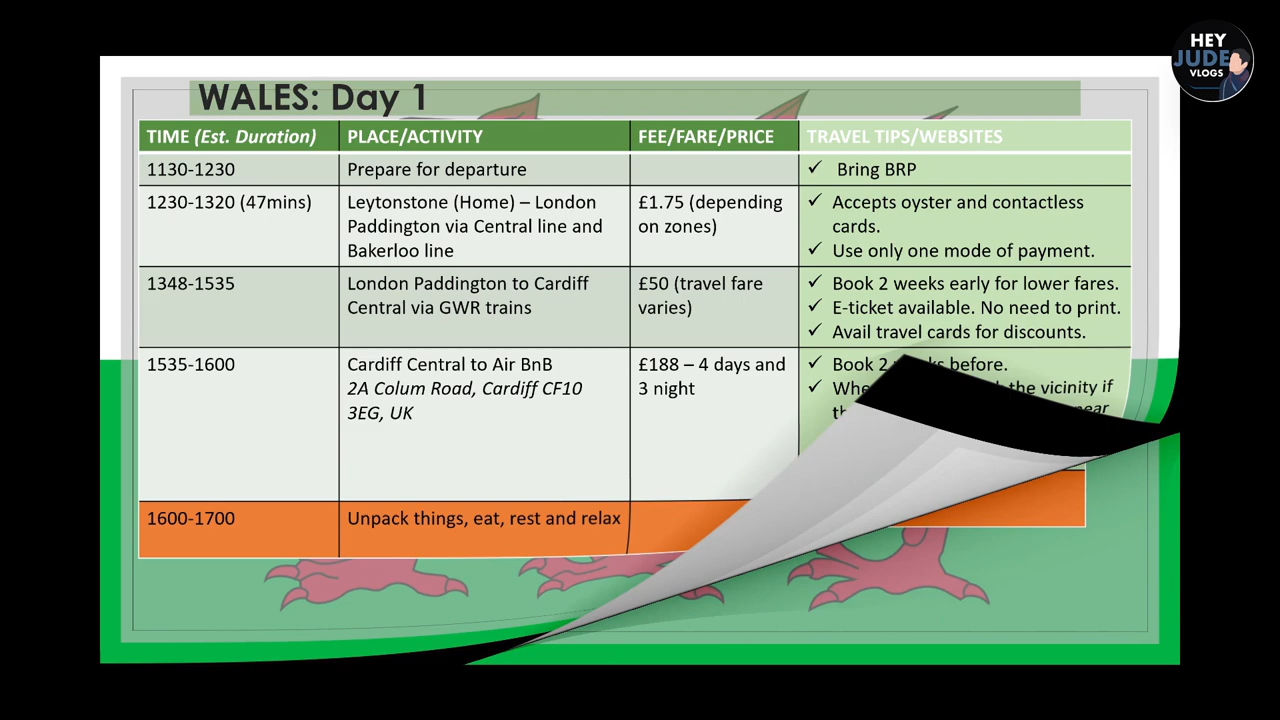 HEY
JUDE
VLOGS
WALES: Day 1
TIME (Est. Duration) PLACE/ACTIVITY FEE/FARE/PRICE TRAVEL TIPS/WEBSITES
1130-1230 Prepare for departure ✓ Bring BRP
1230-1320 (47mins) Leytonstone (Home) – London £1.75 (depending ✓ Accepts oyster and contactless
Paddington via Central line and on zones) cards.
Bakerloo line ✓ Use only one mode of payment.
1348-1535 London Paddington to Cardiff £50 (travel fare ✓ Book 2 weeks early for lower fares.
Central via GWR trains varies) ✓ E-ticket available. No need to print.
✓ Avail travel cards for discounts.
1535-1600 Cardiff Central to Air BnB £188 – 4 days and ✓ Book 2 before.
2A Colum Road, Cardiff CF10 3 night ✓ the vicinity if
3EG, UK
1600-1700 Unpack things, eat, rest and relax